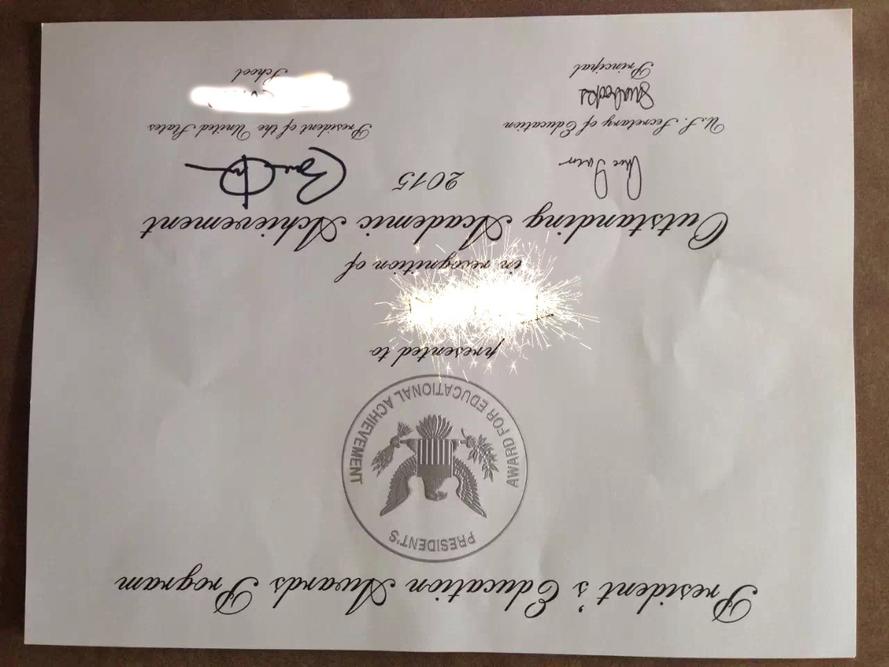 President's Education Awards Program
PRESIDENT'S
AWARD FOR EDUCATIONAL ACHIEVEMENT
presented to
in recognition of
Outstanding Academic Achievement
2015
U.S. Secretary of Education
President of the United States
Principal
School